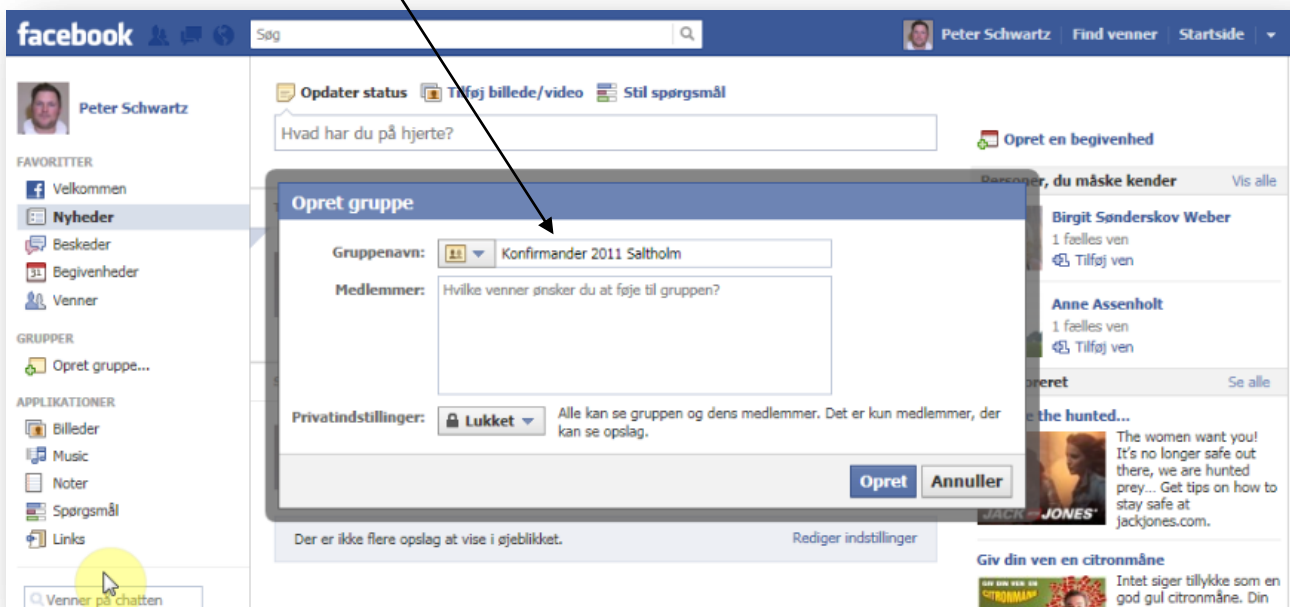 facebook
Søg
Peter Schwartz Find venner Startside
Peter Schwartz
FAVORITTER
Velkommen
Nyheder
Beskeder
31 Begivenheder
Venner
GRUPPER
Opret gruppe...
APPLIKATIONER
Billeder
Music
Noter
Spørgsmål
Links
Venner på chatten
Opdater status Tilføj billede/video Stil spørgsmål
Hvad har du på hjerte?
Opret gruppe
Gruppenavn: Konfirmander 2011 Saltholm
Medlemmer: Hvilke venner ønsker du at føje til gruppen?
Privatindstillinger: Lukket Alle kan se gruppen og dens medlemmer. Det er kun medlemmer, der
kan se opslag.
Opret Annuller
Der er ikke flere opslag at vise i øjeblikket. Rediger indstillinger
Opret en begivenhed
Personer, du måske kender Vis alle
Birgit Sønderskov Weber
1 fælles ven
Tilføj ven
Anne Assenholt
1 fælles ven
Tilføj ven
Se alle
the hunted...
The women want you!
It's no longer safe out
there, we are hunted
prey... Get tips on how to
stay safe at
jackjones.com.
JACK JONES
Giv din ven en citronmåne
GIV DIN VEN EN
CITRONMÅNE
Intet siger tillykke som en
god gul citronmåne. Din